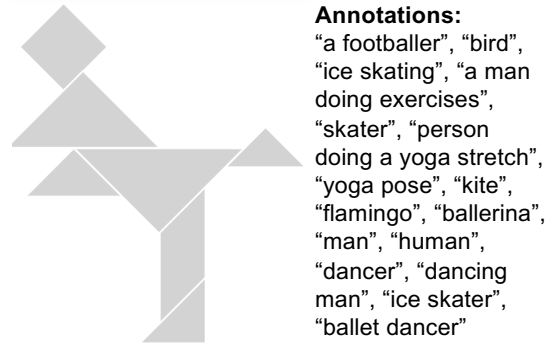 Annotations:
“a footballer”, “bird”,
“ice skating”, “a man
doing exercises”,
“skater”, “person
doing a yoga stretch”,
“yoga pose”, “kite”,
“flamingo”, “ballerina”,
“man”, “human”,
“dancer”, “dancing
man”, “ice skater”,
“ballet dancer”